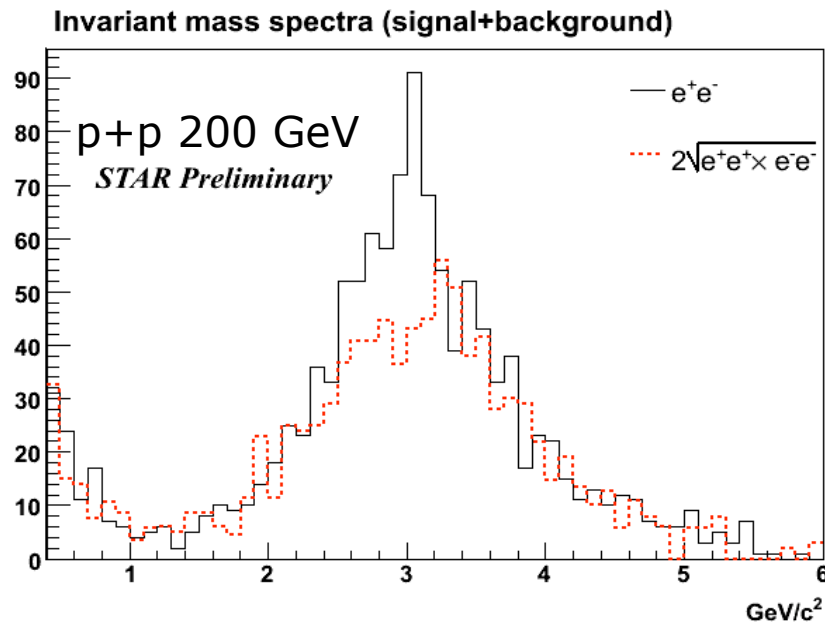 Invariant mass spectra (signal+background)
p+p 200 GeV
STAR Preliminary
e⁺e⁻
2√e⁺e⁺× e⁻e⁻
90
80
70
60
50
40
30
20
10
0
1 2 3 4 5 6
GeV/c²